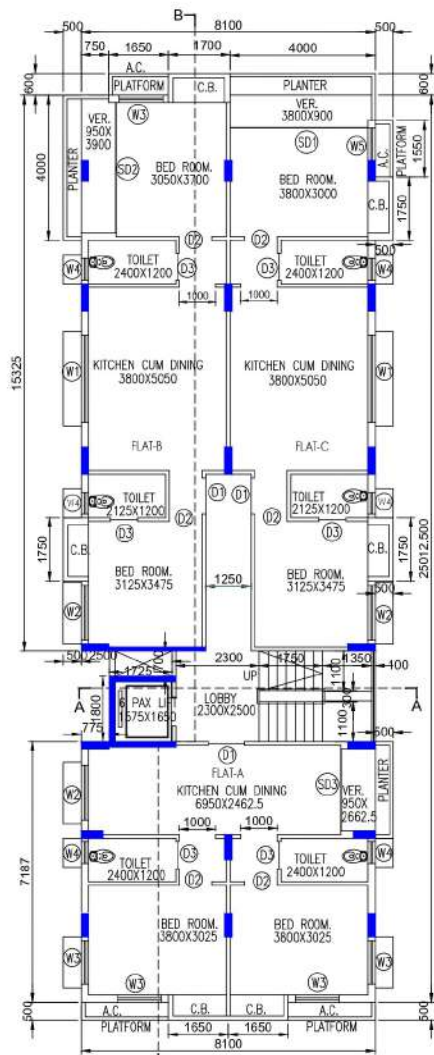 B
500 8100 500
750 1650 1700 4000
600
A.C.
PLATFORM
C.B.
PLANTER
600
VER.
3800X900
W3
VER.
950X
3900
SD1
W5
A.C.
PLATFORM
1550
4000
PLANTER
SD2
BED ROOM.
3050X3700
BED ROOM.
3800X3000
C.B.
1750
D2 D2
500
W4
TOILET
2400X1200
D3 D3
TOILET
2400X1200
W4
1000 1000
15325
W1
KITCHEN CUM DINING
3800X5050
KITCHEN CUM DINING
3800X5050
W1
FLAT-B FLAT-C
W4
TOILET
2125X1200
D1 D1
TOILET
2125X1200
W4
D2 D2
D3 D3
1750
C.B.
BED ROOM.
3125X3475
1250
BED ROOM.
3125X3475
C.B.
1750
25012.500
500
W2 W2
500 2500
1725
700
2300 1750 1350
400
UP
1100
A A
1800
6 PAX LIFT
1575X1650
LOBBY
2300X2500
300
1100
775
500
D1
FLAT-A
W2
KITCHEN CUM DINING
6950X2462.5
SD3
VER.
950X
2662.5
PLANTER
1000 1000
7187
W4
TOILET
2400X1200
D3 D3
TOILET
2400X1200
W4
D2 D2
BED ROOM.
3800X3025
BED ROOM.
3800X3025
W3 W3 W3 W3
500
A.C.
PLATFORM
C.B. C.B.
A.C.
PLATFORM
500
1650 1650
8100